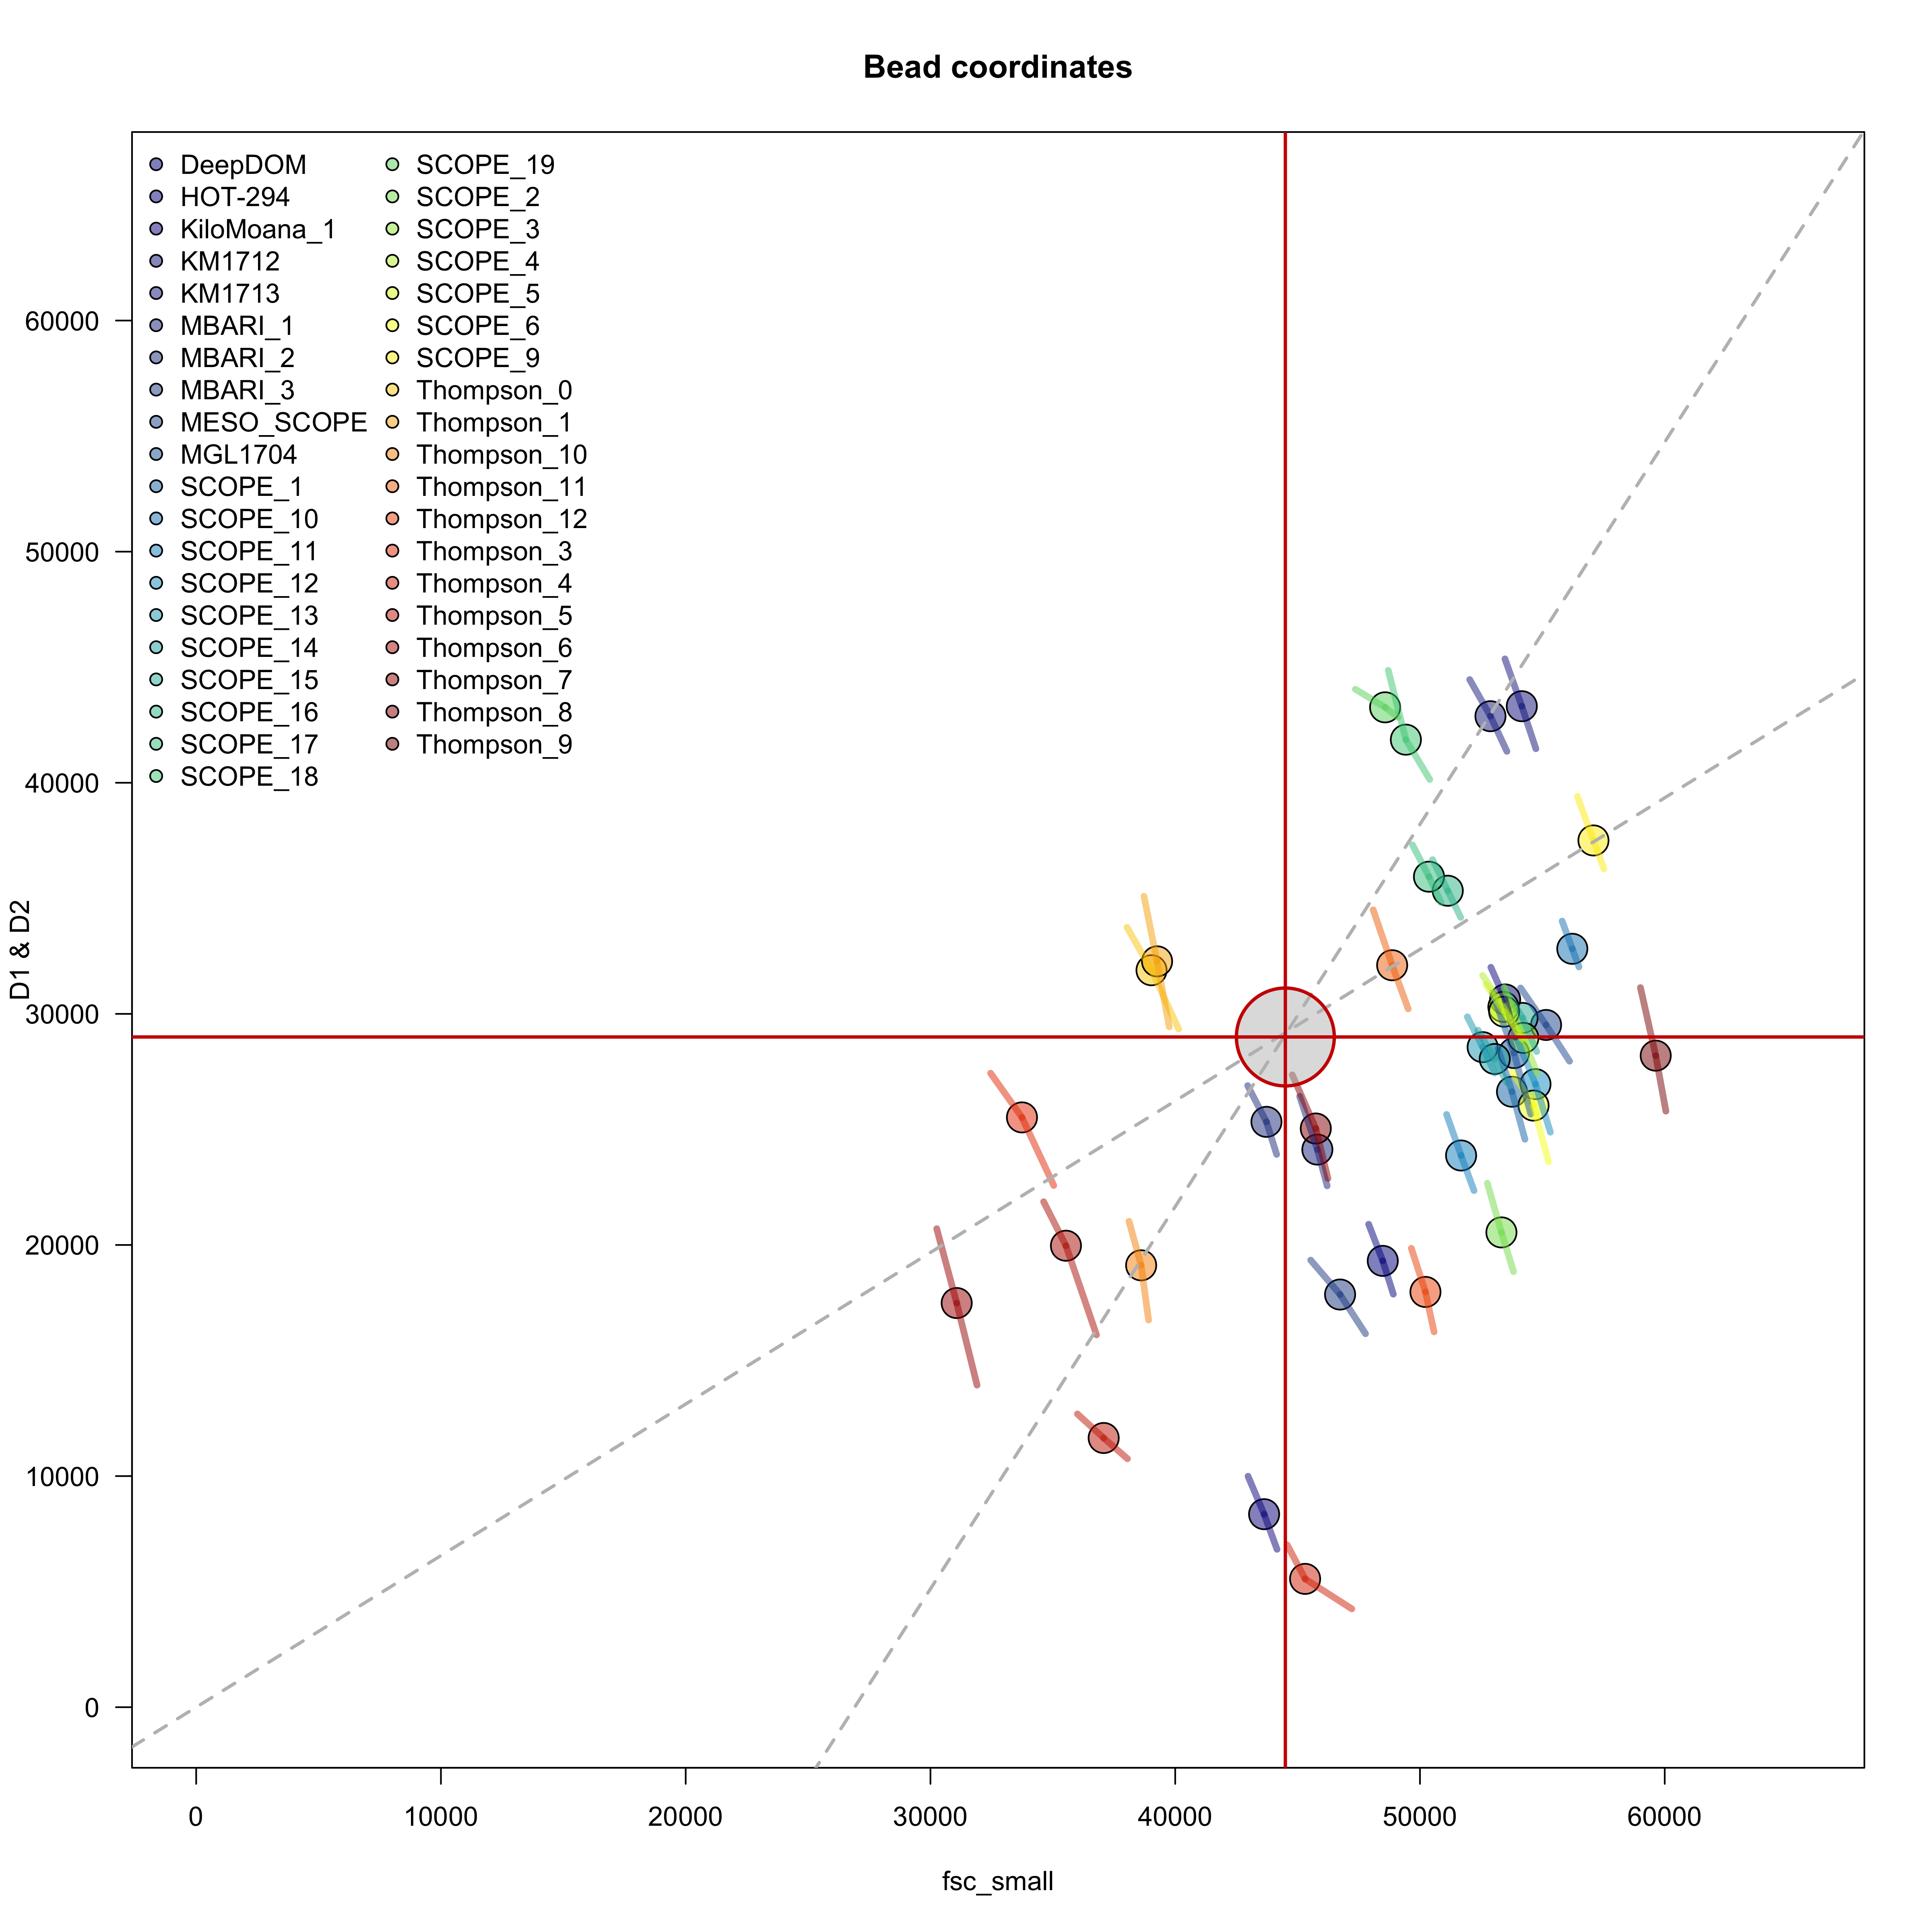 Bead coordinates
DeepDOM
HOT-294
KiloMoana_1
KM1712
KM1713
MBARI_1
MBARI_2
MBARI_3
MESO_SCOPE
MGL1704
SCOPE_1
SCOPE_10
SCOPE_11
SCOPE_12
SCOPE_13
SCOPE_14
SCOPE_15
SCOPE_16
SCOPE_17
SCOPE_18
SCOPE_19
SCOPE_2
SCOPE_3
SCOPE_4
SCOPE_5
SCOPE_6
SCOPE_9
Thompson_0
Thompson_1
Thompson_10
Thompson_11
Thompson_12
Thompson_3
Thompson_4
Thompson_5
Thompson_6
Thompson_7
Thompson_8
Thompson_9
D1 & D2
60000
50000
40000
30000
20000
10000
0
0 10000 20000 30000 40000 50000 60000
fsc_small